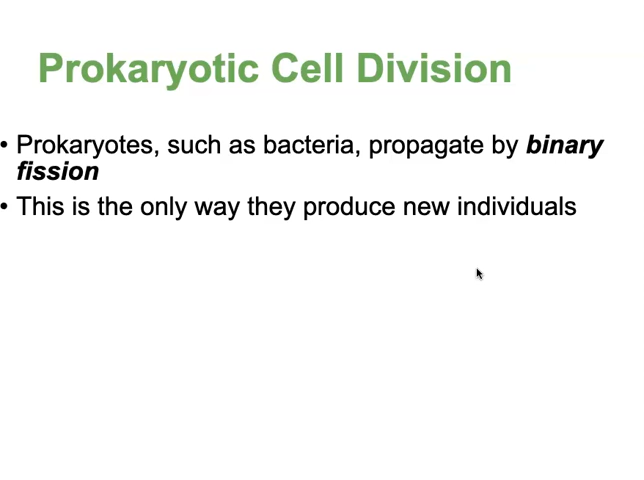 Prokaryotic Cell Division
• Prokaryotes, such as bacteria, propagate by binary
fission
• This is the only way they produce new individuals